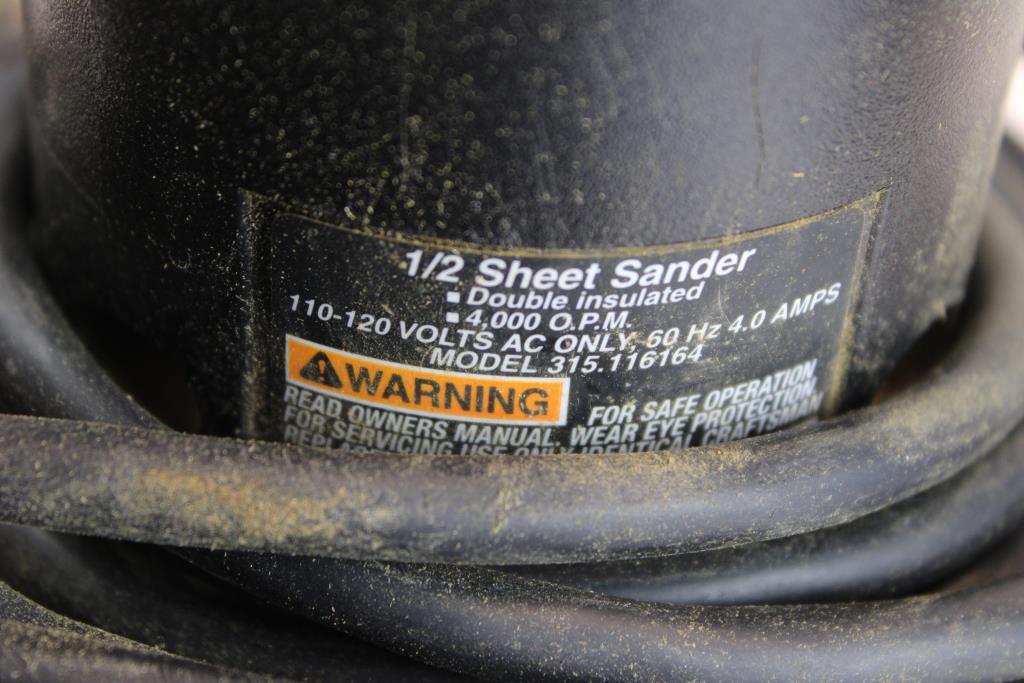 1/2 Sheet Sander
▪ Double insulated
▪ 4,000 O.P.M.
110-120 VOLTS AC ONLY, 60 Hz 4.0 AMPS
MODEL 315.116164
WARNING FOR SAFE OPERATION
READ OWNERS MANUAL. WEAR EYE PROTECTION.
FOR SERVICING USE ONLY IDENTICAL CRAFTSMAN